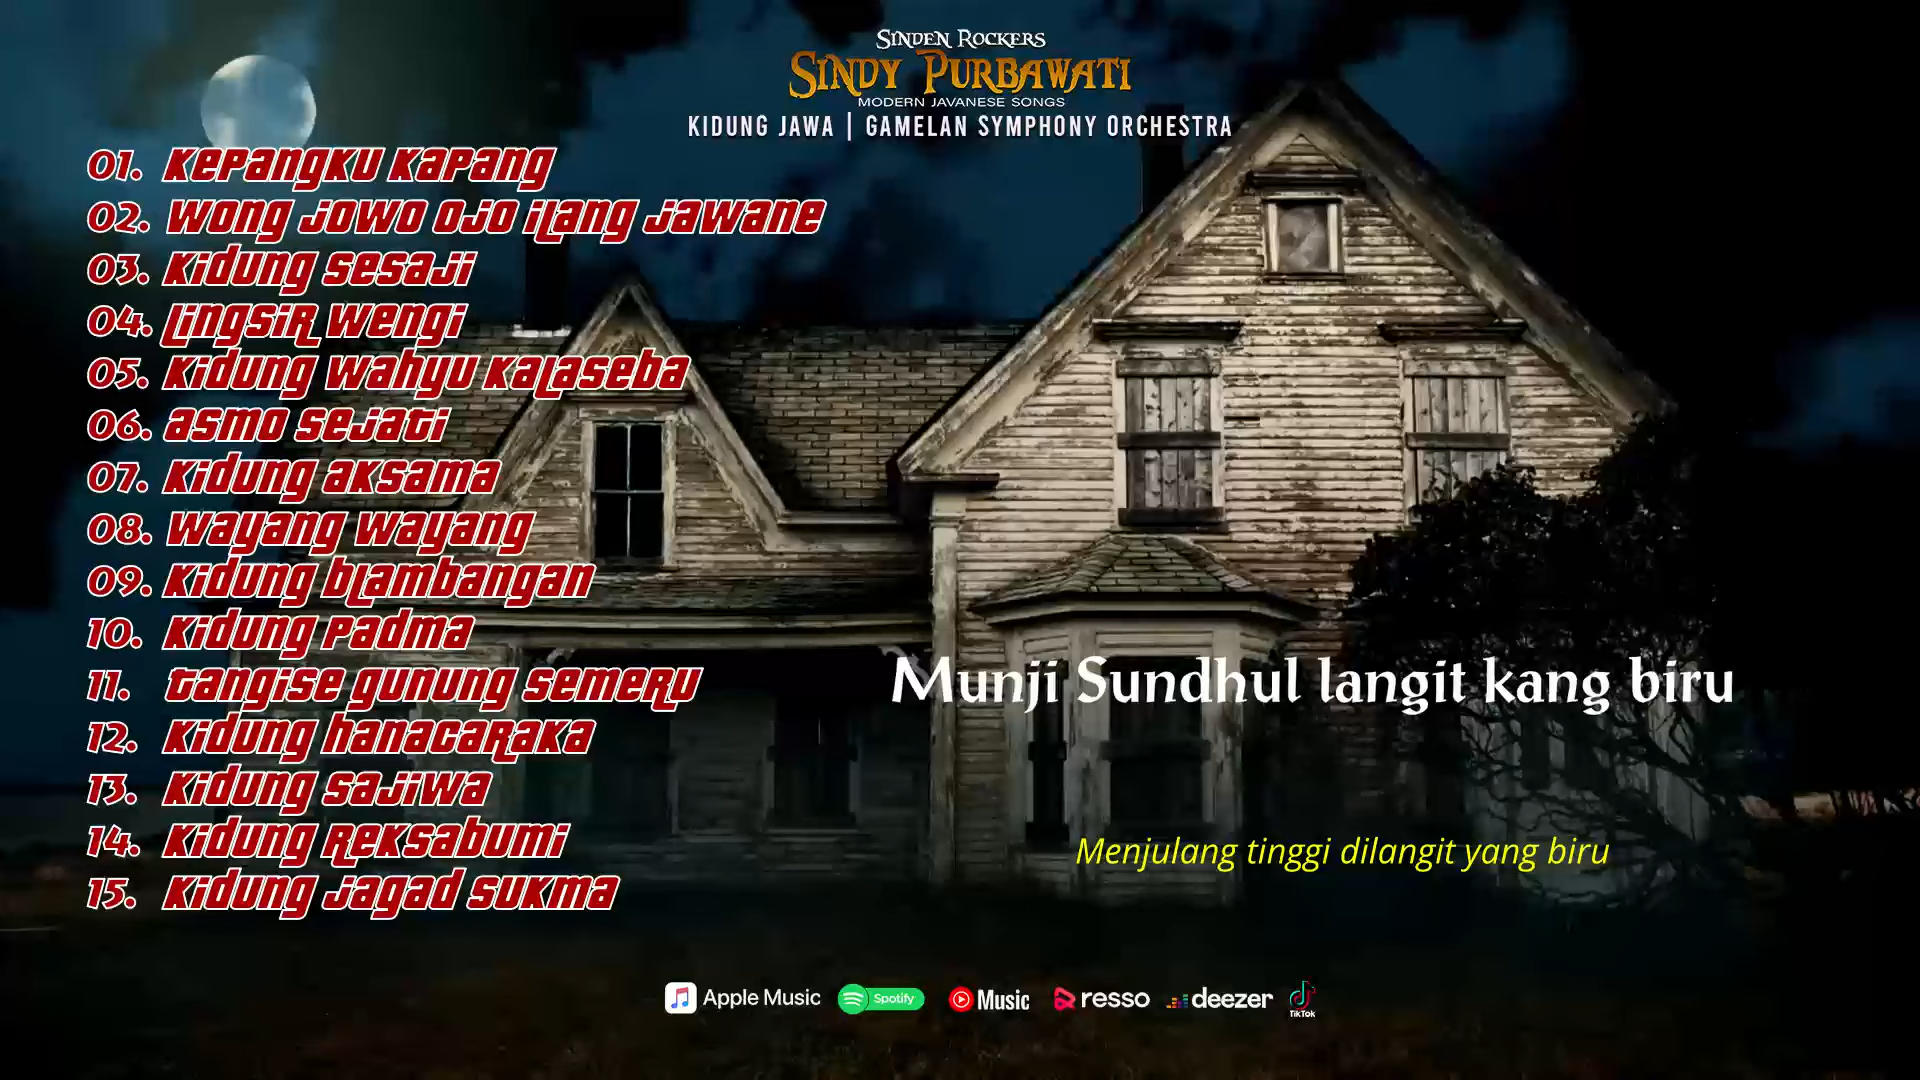 SINDEN ROCKERS
SINDY PURBAWATI
MODERN JAVANESE SONGS
KIDUNG JAWA | GAMELAN SYMPHONY ORCHESTRA
01. Kepangku Kapang
02. Wong Jowo Ojo Ilang Jawane
03. Kidung Sesaji
04. Lingsir Wengi
05. Kidung Wahyu Kalaseba
06. Asmo Sejati
07. Kidung Aksama
08. Wayang Wayang
09. Kidung Blambangan
10. Kidung Padma
11. Tangise Gunung Semeru
12. Kidung Hanacaraka
13. Kidung Sajiwa
14. Kidung Reksabumi
15. Kidung Jagad Sukma
Munji Sundhul langit kang biru
Menjulang tinggi dilangit yang biru
Apple Music Spotify Music resso deezer TikTok